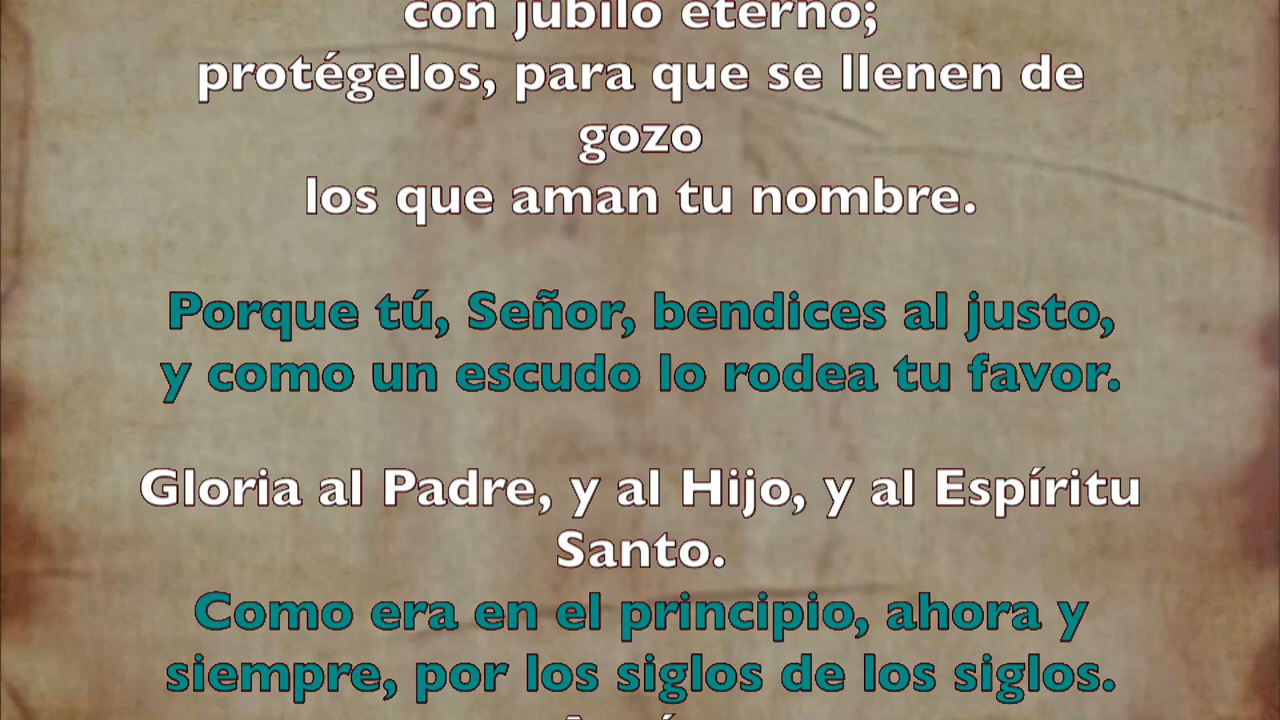 con júbilo eterno;
protégelos, para que se llenen de
gozo
los que aman tu nombre.
Porque tú, Señor, bendices al justo,
y como un escudo lo rodea tu favor.
Gloria al Padre, y al Hijo, y al Espíritu
Santo.
Como era en el principio, ahora y
siempre, por los siglos de los siglos.